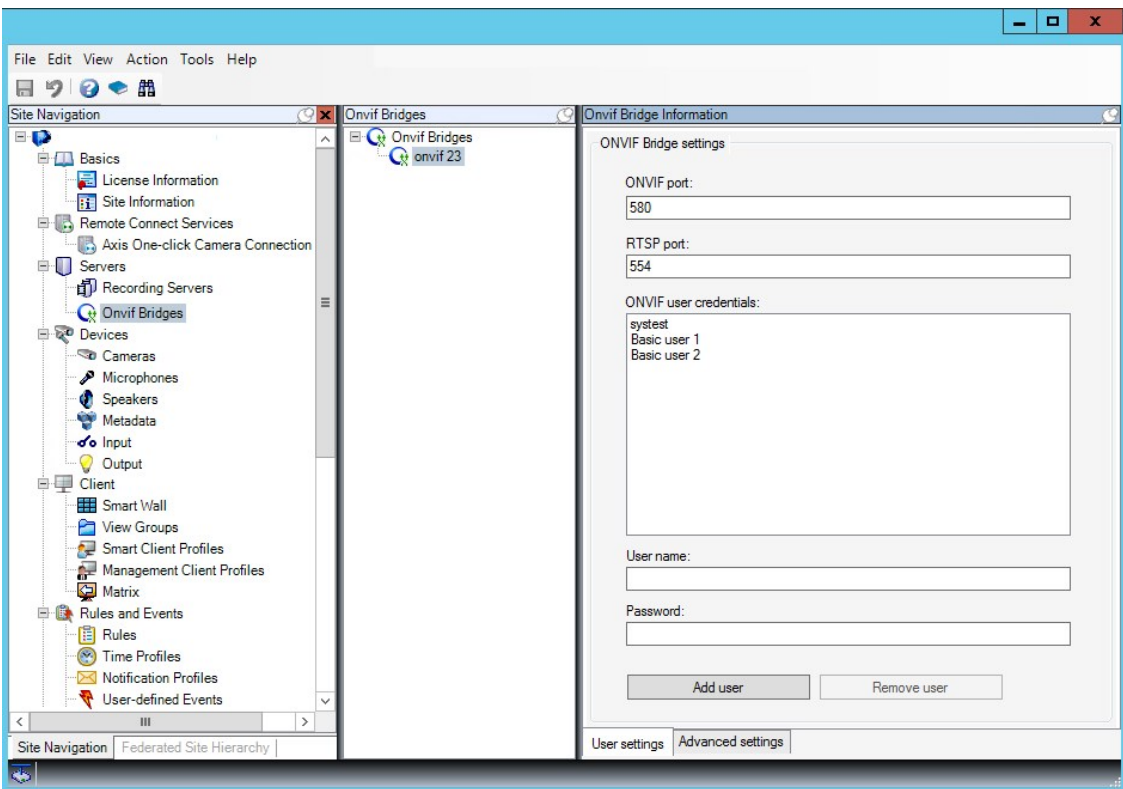 File Edit View Action Tools Help
Site Navigation
Basics
License Information
Site Information
Remote Connect Services
Axis One-click Camera Connection
Servers
Recording Servers
Onvif Bridges
Devices
Cameras
Microphones
Speakers
Metadata
Input
Output
Client
Smart Wall
View Groups
Smart Client Profiles
Management Client Profiles
Matrix
Rules and Events
Rules
Time Profiles
Notification Profiles
User-defined Events
Site Navigation
Federated Site Hierarchy
Onvif Bridges
Onvif Bridges
onvif 23
Onvif Bridge Information
ONVIF Bridge settings
ONVIF port:
580
RTSP port:
554
ONVIF user credentials:
systest
Basic user 1
Basic user 2
User name:
Password:
Add user
Remove user
User settings
Advanced settings